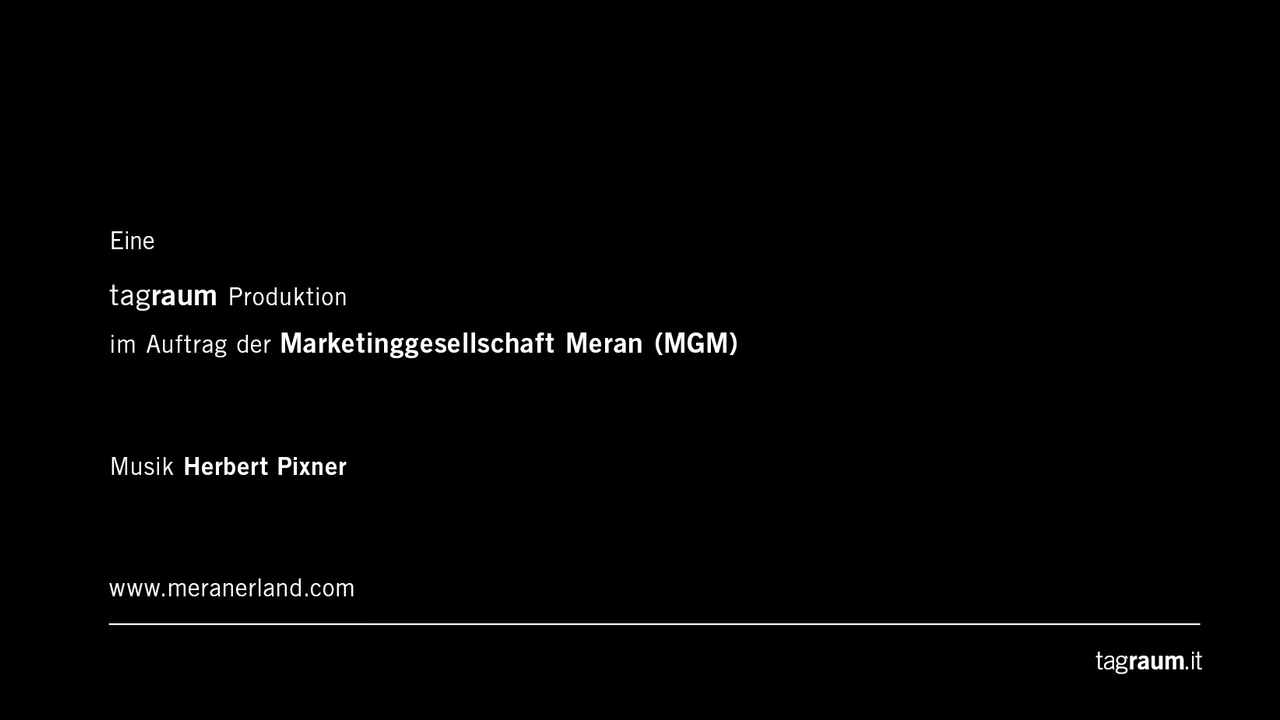 Eine
tagraum Produktion
im Auftrag der Marketinggesellschaft Meran (MGM)
Musik Herbert Pixner
www.meranerland.com
tagraum.it